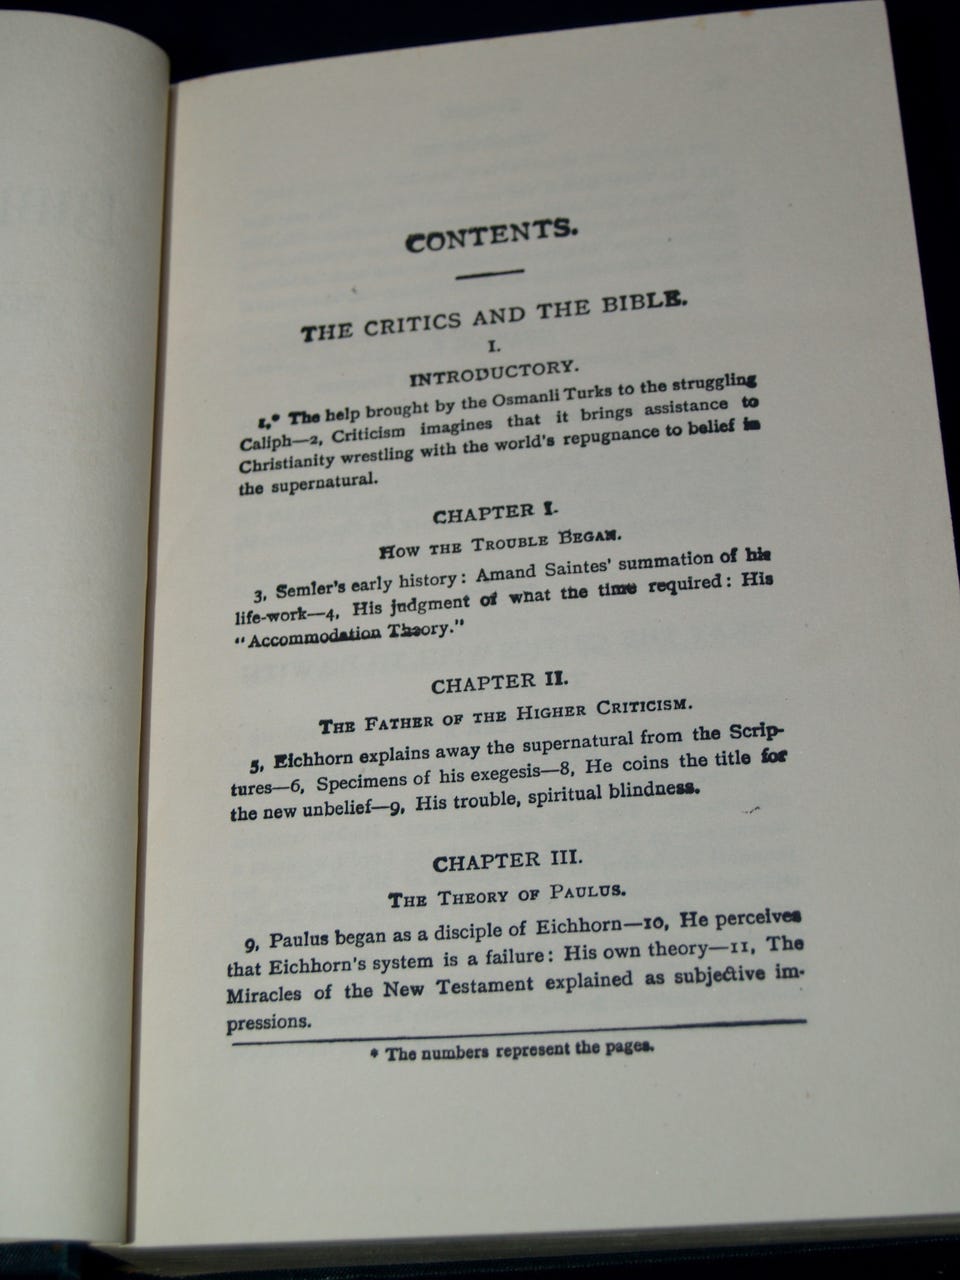 CONTENTS.
THE CRITICS AND THE BIBLE.
I.
INTRODUCTORY.
1,* The help brought by the Osmanli Turks to the struggling
Caliph—2, Criticism imagines that it brings assistance to
Christianity wrestling with the world's repugnance to belief in
the supernatural.
CHAPTER I.
HOW THE TROUBLE BEGAN.
3, Semler's early history: Amand Saintes' summation of his
life-work—4, His judgment of what the time required: His
"Accommodation Theory."
CHAPTER II.
THE FATHER OF THE HIGHER CRITICISM.
5, Eichhorn explains away the supernatural from the Scrip-
tures—6, Specimens of his exegesis—8, He coins the title for
the new unbelief—9, His trouble, spiritual blindness.
CHAPTER III.
THE THEORY OF PAULUS.
9, Paulus began as a disciple of Eichhorn—10, He perceives
that Eichhorn's system is a failure: His own theory—11, The
Miracles of the New Testament explained as subjective im-
pressions.
* The numbers represent the pages.